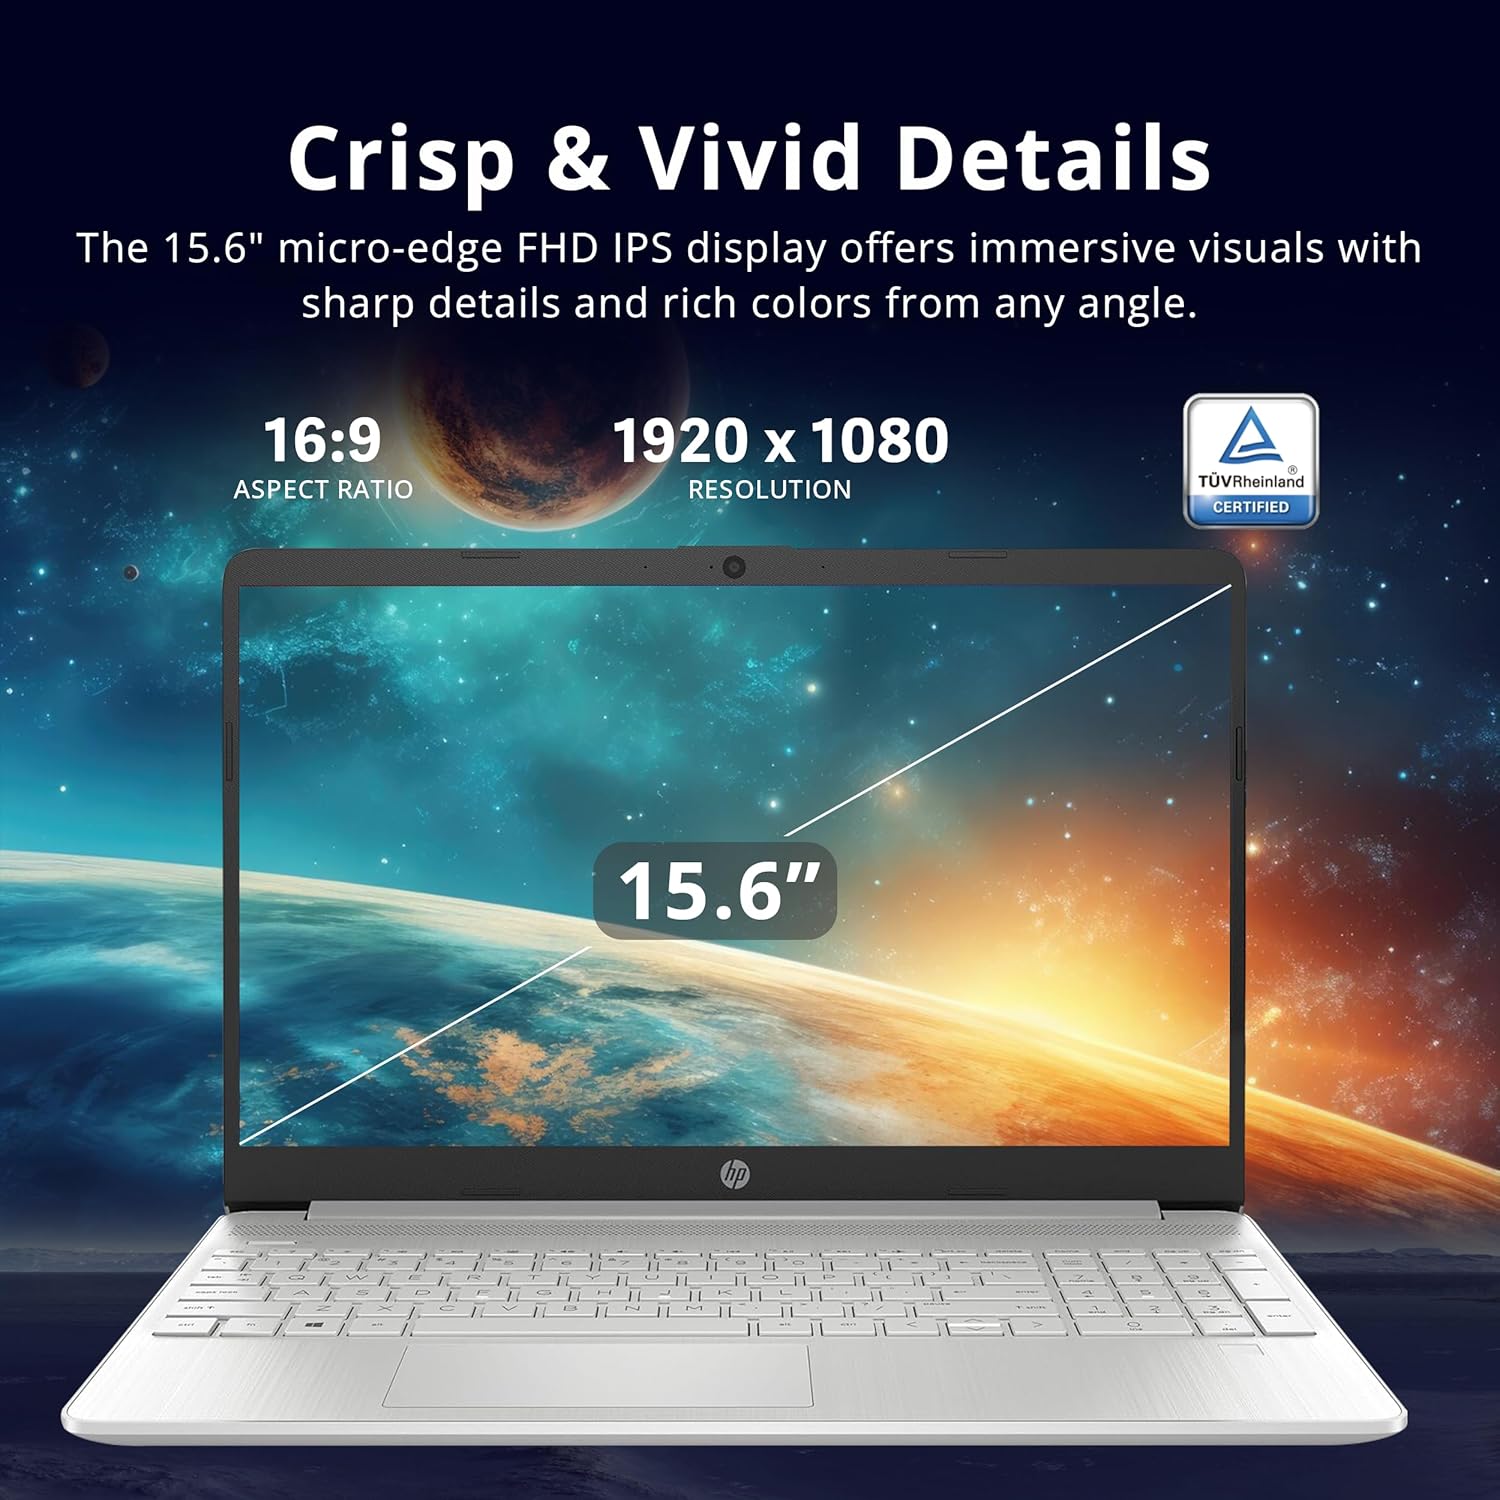 Crisp & Vivid Details
The 15.6" micro-edge FHD IPS display offers immersive visuals with
sharp details and rich colors from any angle.
16:9
ASPECT RATIO
1920 x 1080
RESOLUTION
TÜVRheinland®
CERTIFIED
15.6”
hp
Q W E R T Y U I O P
A S D F G H J K L
Z X C V B N M